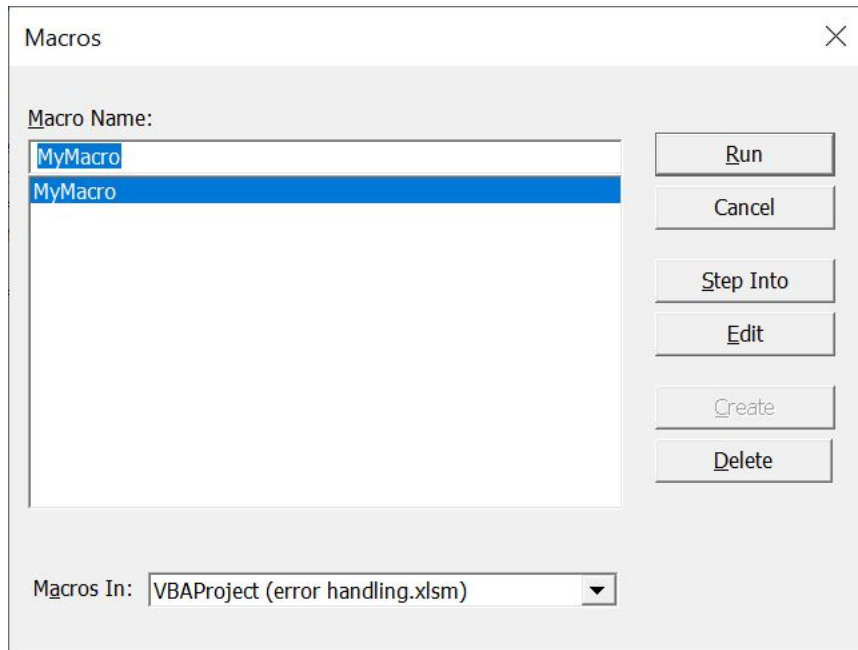 Macros
Macro Name:
MyMacro
MyMacro
Run
Cancel
Step Into
Edit
Create
Delete
Macros In: VBAProject (error handling.xlsm)